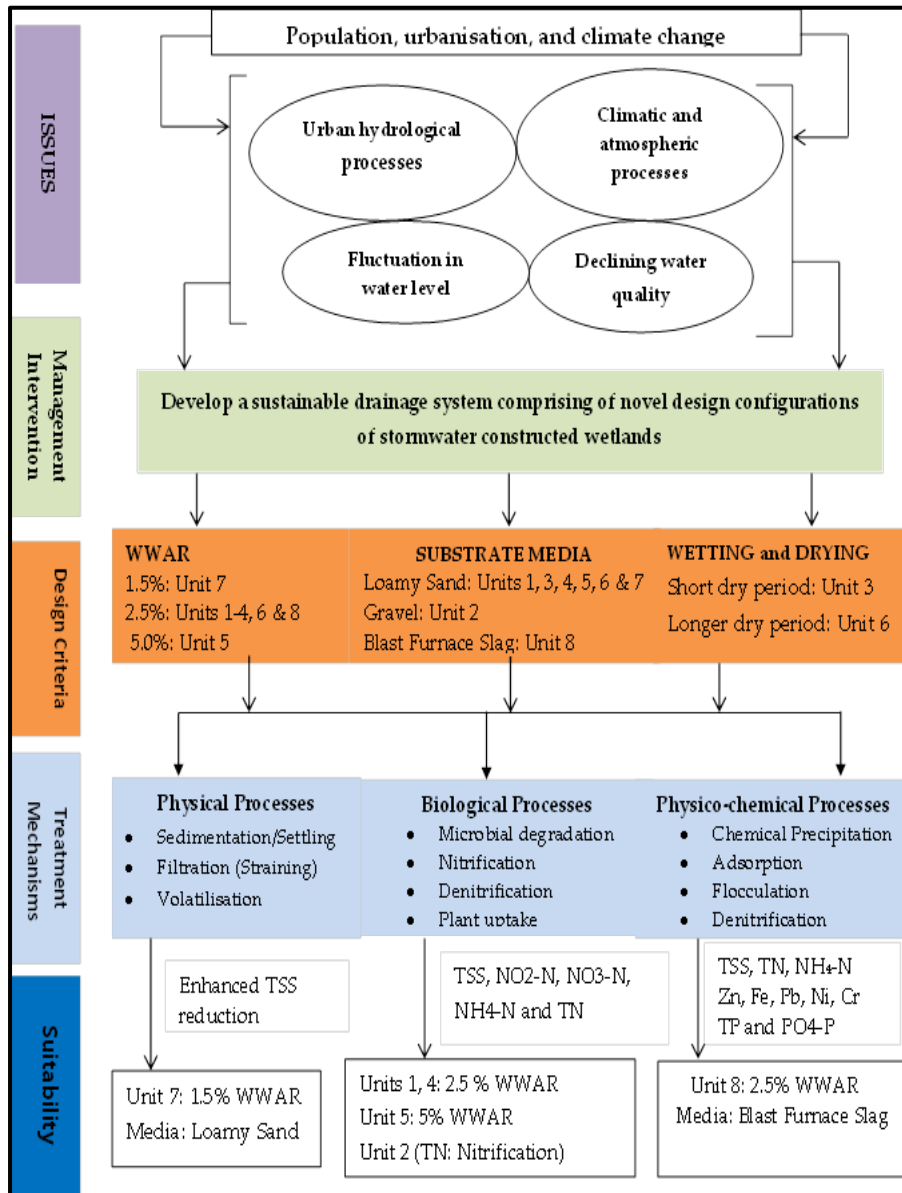 Population, urbanisation, and climate change
ISSUES
Urban hydrological
processes
Climatic and
atmospheric
processes
Fluctuation in
water level
Declining water
quality
Management
Intervention
Develop a sustainable drainage system comprising of novel design configurations
of stormwater constructed wetlands
Design Criteria
WWAR
1.5%: Unit 7
2.5%: Units 1-4, 6 & 8
5.0%: Unit 5
SUBSTRATE MEDIA
Loamy Sand: Units 1, 3, 4, 5, 6 & 7
Gravel: Unit 2
Blast Furnace Slag: Unit 8
WETTING and DRYING
Short dry period: Unit 3
Longer dry period: Unit 6
Treatment
Mechanisms
Physical Processes
• Sedimentation/Settling
• Filtration (Straining)
• Volatilisation
Biological Processes
• Microbial degradation
• Nitrification
• Denitrification
• Plant uptake
Physico-chemical Processes
• Chemical Precipitation
• Adsorption
• Flocculation
• Denitrification
Suitability
Enhanced TSS
reduction
TSS, NO2-N, NO3-N,
NH4-N and TN
TSS, TN, NH₄-N
Zn, Fe, Pb, Ni, Cr
TP and PO4-P
Unit 7: 1.5% WWAR
Media: Loamy Sand
Units 1, 4: 2.5 % WWAR
Unit 5: 5% WWAR
Unit 2 (TN: Nitrification)
Unit 8: 2.5% WWAR
Media: Blast Furnace Slag